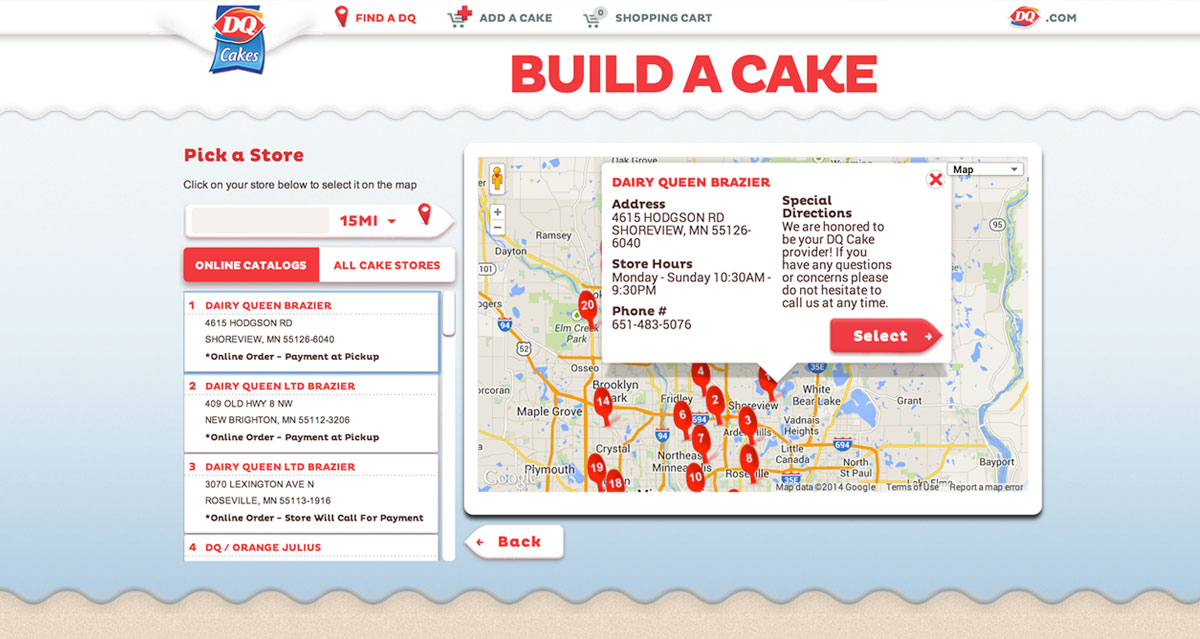 DQ
Cakes
FIND A DQ
ADD A CAKE
0
SHOPPING CART
DQ
.COM
BUILD A CAKE
Pick a Store
Click on your store below to select it on the map
15MI
ONLINE CATALOGS
ALL CAKE STORES
1 DAIRY QUEEN BRAZIER
4615 HODGSON RD
SHOREVIEW, MN 55126-6040
*Online Order - Payment at Pickup
2 DAIRY QUEEN LTD BRAZIER
409 OLD HWY 8 NW
NEW BRIGHTON, MN 55112-3206
*Online Order - Payment at Pickup
3 DAIRY QUEEN LTD BRAZIER
3070 LEXINGTON AVE N
ROSEVILLE, MN 55113-1916
*Online Order - Store Will Call For Payment
4 DQ / ORANGE JULIUS
Oak Grove
Map
DAIRY QUEEN BRAZIER
Address
4615 HODGSON RD
SHOREVIEW, MN 55126-
6040
Store Hours
Monday - Sunday 10:30AM -
9:30PM
Phone #
651-483-5076
Special
Directions
We are honored to
be your DQ Cake
provider! If you
have any questions
or concerns please
do not hesitate to
call us at any time.
Select
+
-
95
Ramsey
Dayton
101
20
94
Elm Creek
Park
52
Osseo
4
35E
Brooklyn
Park
14
Maple Grove
Fridley
2
Shoreview
White
Bear Lake
Grant
6
694
3
Arden Hills
Vadnais
Heights
94
7
Crystal
Northeast
Minneapolis
8
Roseville
Little
Canada
694
North
St Paul
Bayport
Plymouth
19
18
10
35E
Lake Elmo
Google
Map data ©2014 Google
Terms of Use
Report a map error
Back